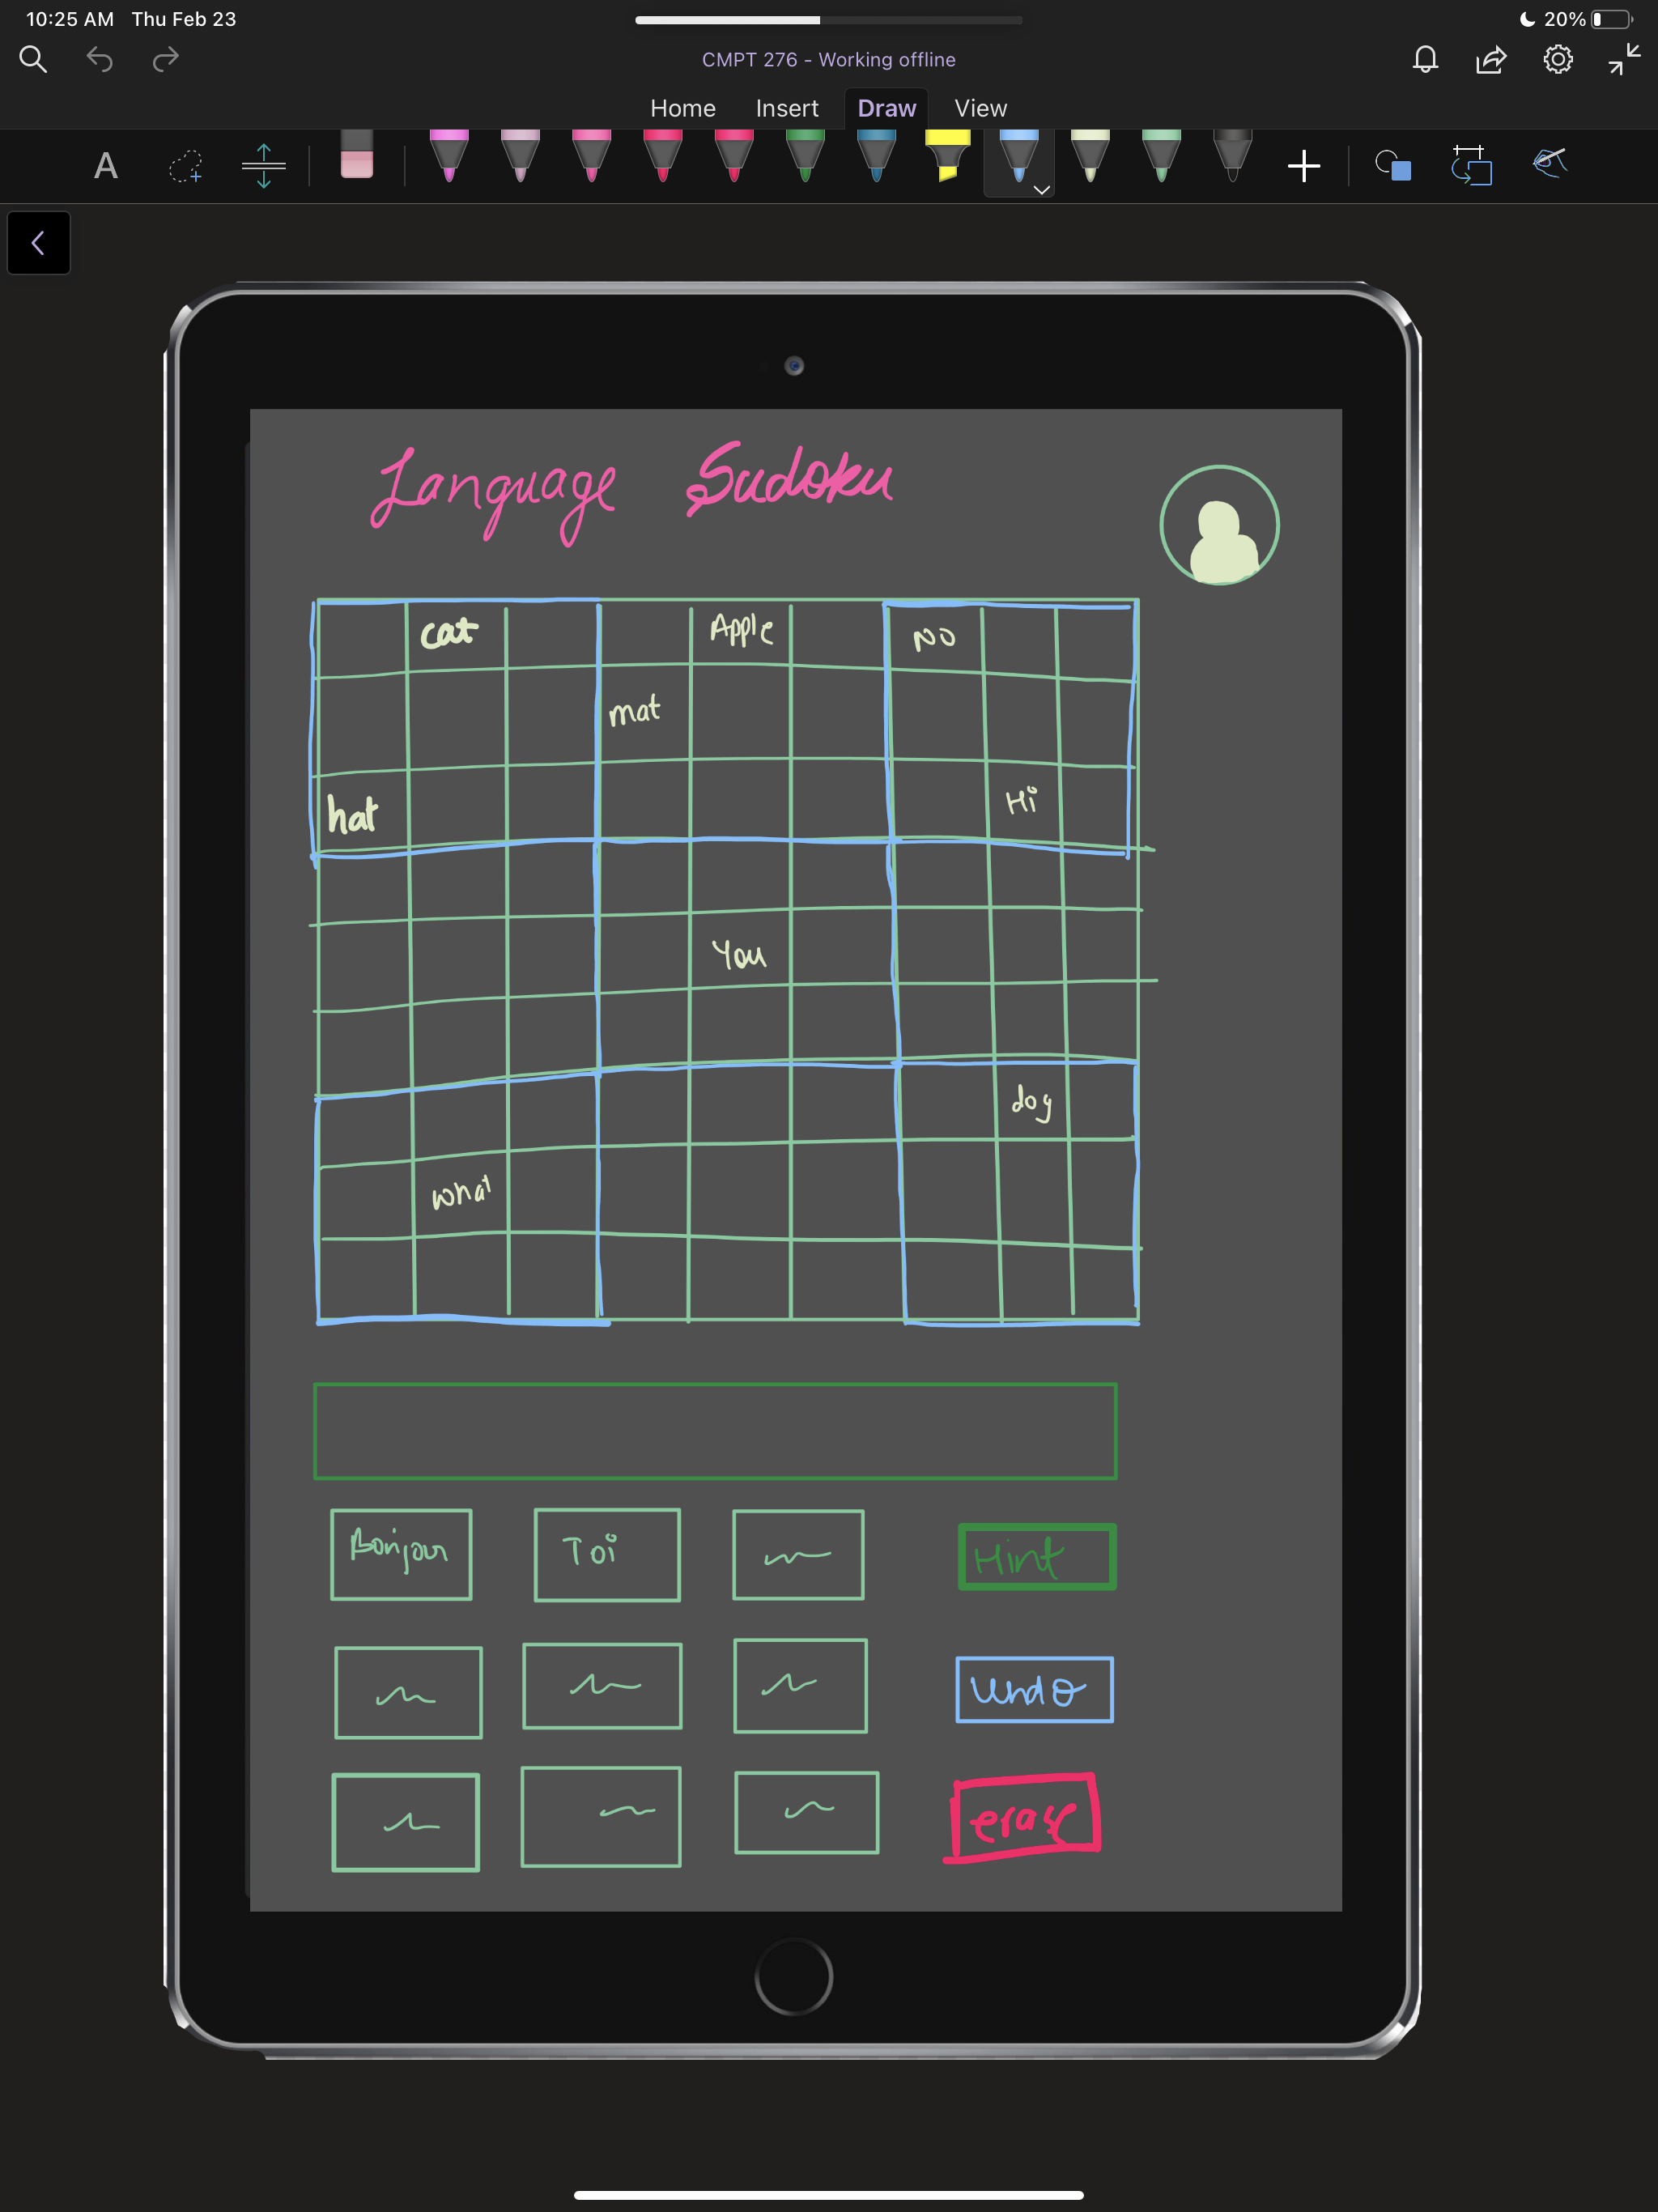 10:25 AM Thu Feb 23
20%
CMPT 276 - Working offline
Home Insert Draw View
A
Language Sudoku
cat Apple NO
mat
hat Hi
You
dog
what
Bonjour Toi Hint
Undo
erase